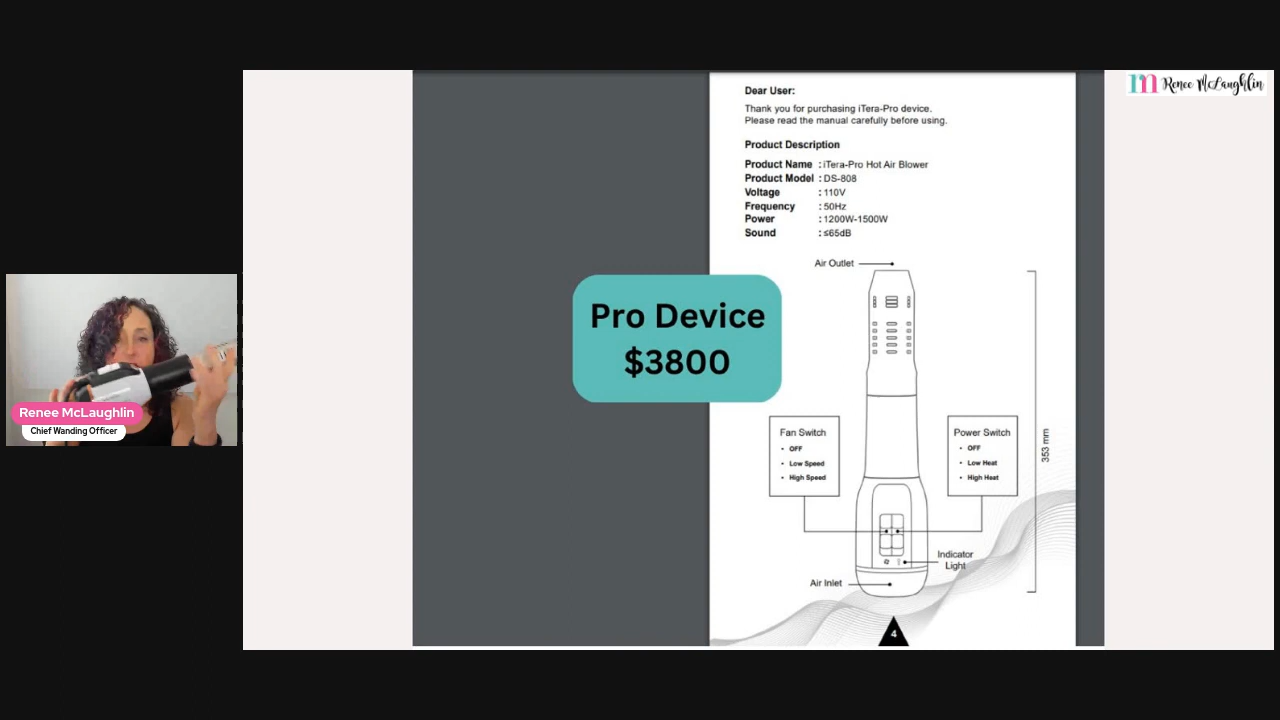 Renee McLaughlin
Dear User:
Thank you for purchasing iTera-Pro device.
Please read the manual carefully before using.
Product Description
Product Name : iTera-Pro Hot Air Blower
Product Model : DS-808
Voltage : 110V
Frequency : 50Hz
Power : 1200W-1500W
Sound : ≤65dB
Air Outlet
Pro Device
$3800
Fan Switch
• OFF
• Low Speed
• High Speed
Power Switch
• OFF
• Low Heat
• High Heat
353 mm
Indicator
Light
Air Inlet
4
Renee McLaughlin
Chief Wanding Officer